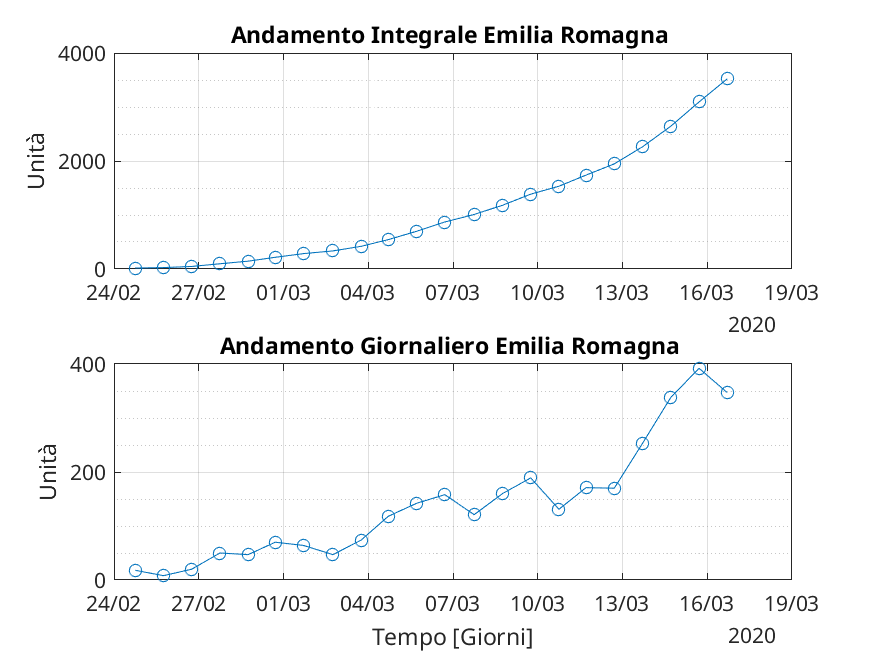 Andamento Integrale Emilia Romagna
4000
2000
0
Unità
24/02 27/02 01/03 04/03 07/03 10/03 13/03 16/03 19/03
2020
Andamento Giornaliero Emilia Romagna
400
200
0
Unità
24/02 27/02 01/03 04/03 07/03 10/03 13/03 16/03 19/03
Tempo [Giorni]
2020